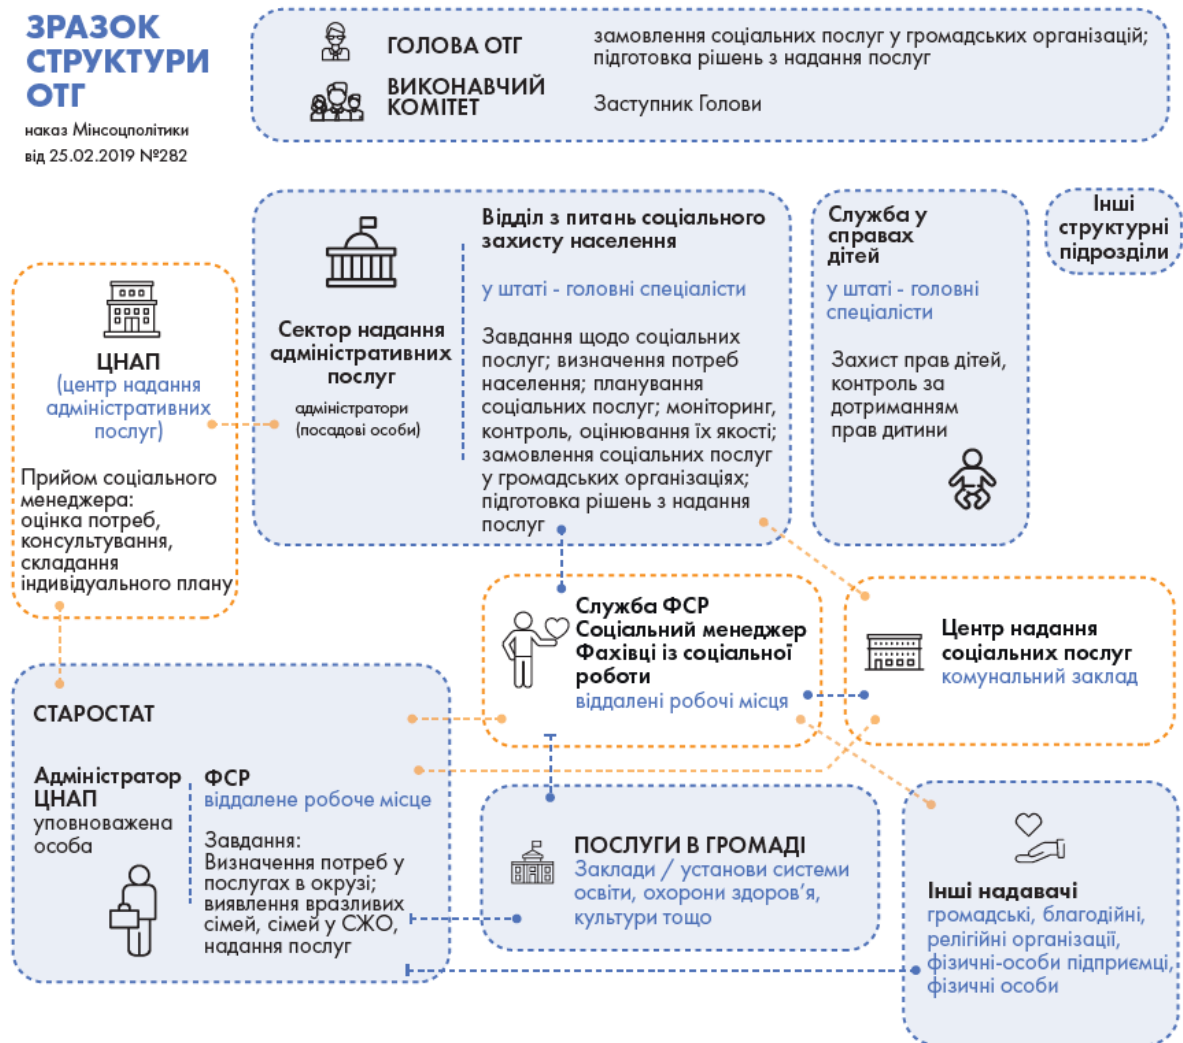 ЗРАЗОК
СТРУКТУРИ
ОТГ
наказ Мінсоцполітики
від 25.02.2019 №282
ГОЛОВА ОТГ
замовлення соціальних послуг у громадських організацій;
підготовка рішень з надання послуг
ВИКОНАВЧИЙ
КОМІТЕТ
Заступник Голови
ЦНАП
(центр надання
адміністративних
послуг)
Прийом соціального
менеджера:
оцінка потреб,
консультування,
складання
індивідуального плану
Сектор надання
адміністративних
послуг
адміністратори
(посадові особи)
Відділ з питань соціального
захисту населення
у штаті - головні спеціалісти
Завдання щодо соціальних
послуг; визначення потреб
населення; планування
соціальних послуг; моніторинг,
контроль, оцінювання їх якості;
замовлення соціальних послуг
у громадських організаціях;
підготовка рішень з надання
послуг
Служба у
справах
дітей
у штаті - головні
спеціалісти
Захист прав дітей,
контроль за
дотриманням
прав дитини
Інші
структурні
підрозділи
Служба ФСР
Соціальний менеджер
Фахівці із соціальної
роботи
віддалені робочі місця
Центр надання
соціальних послуг
комунальний заклад
СТАРОСТАТ
Адміністратор
ЦНАП
уповноважена
особа
ФСР
віддалене робоче місце
Завдання:
Визначення потреб у
послугах в окрузі;
виявлення вразливих
сімей, сімей у СЖО,
надання послуг
ПОСЛУГИ В ГРОМАДІ
Заклади / установи системи
освіти, охорони здоров’я,
культури тощо
Інші надавачі
громадські, благодійні,
релігійні організації,
фізичні-особи підприємці,
фізичні особи